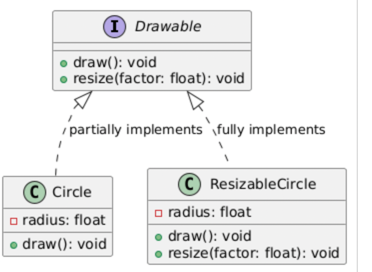 I Drawable
draw(): void
resize(factor: float): void
partially implements
fully implements
C Circle
radius: float
draw(): void
C ResizableCircle
radius: float
draw(): void
resize(factor: float): void